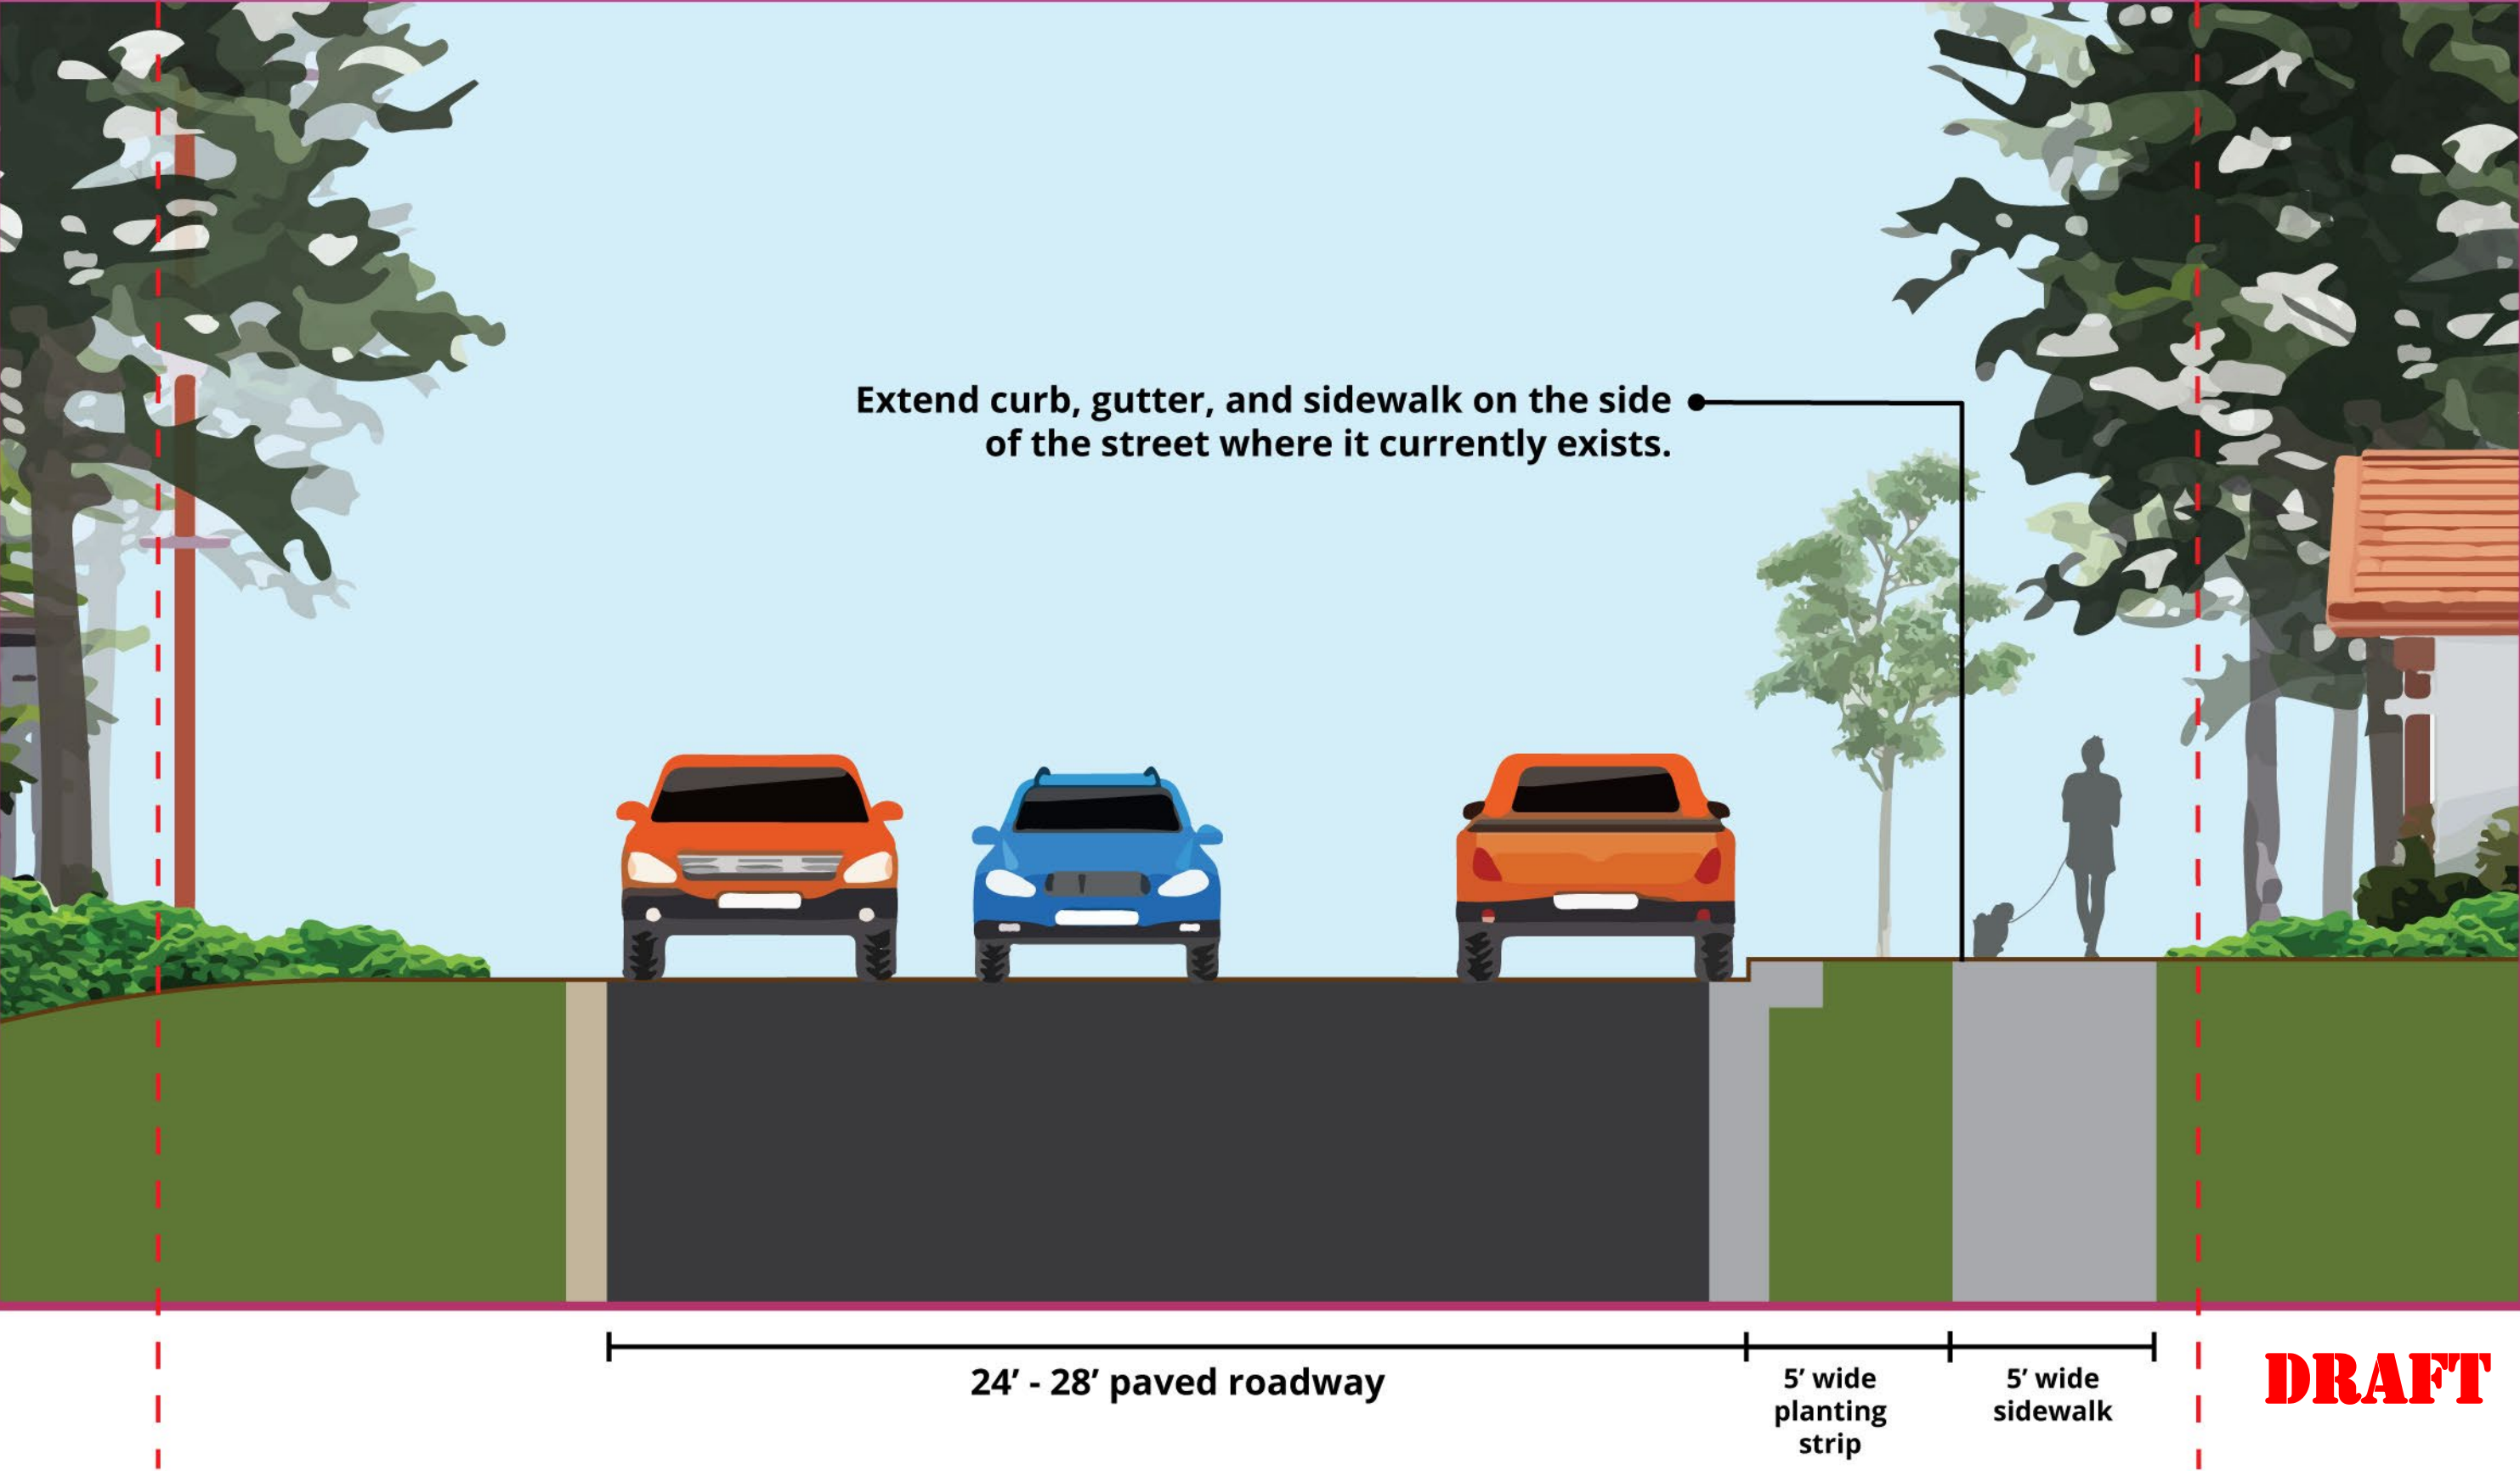 Extend curb, gutter, and sidewalk on the side
of the street where it currently exists.
24’ - 28’ paved roadway
5’ wide
planting
strip
5’ wide
sidewalk
DRAFT